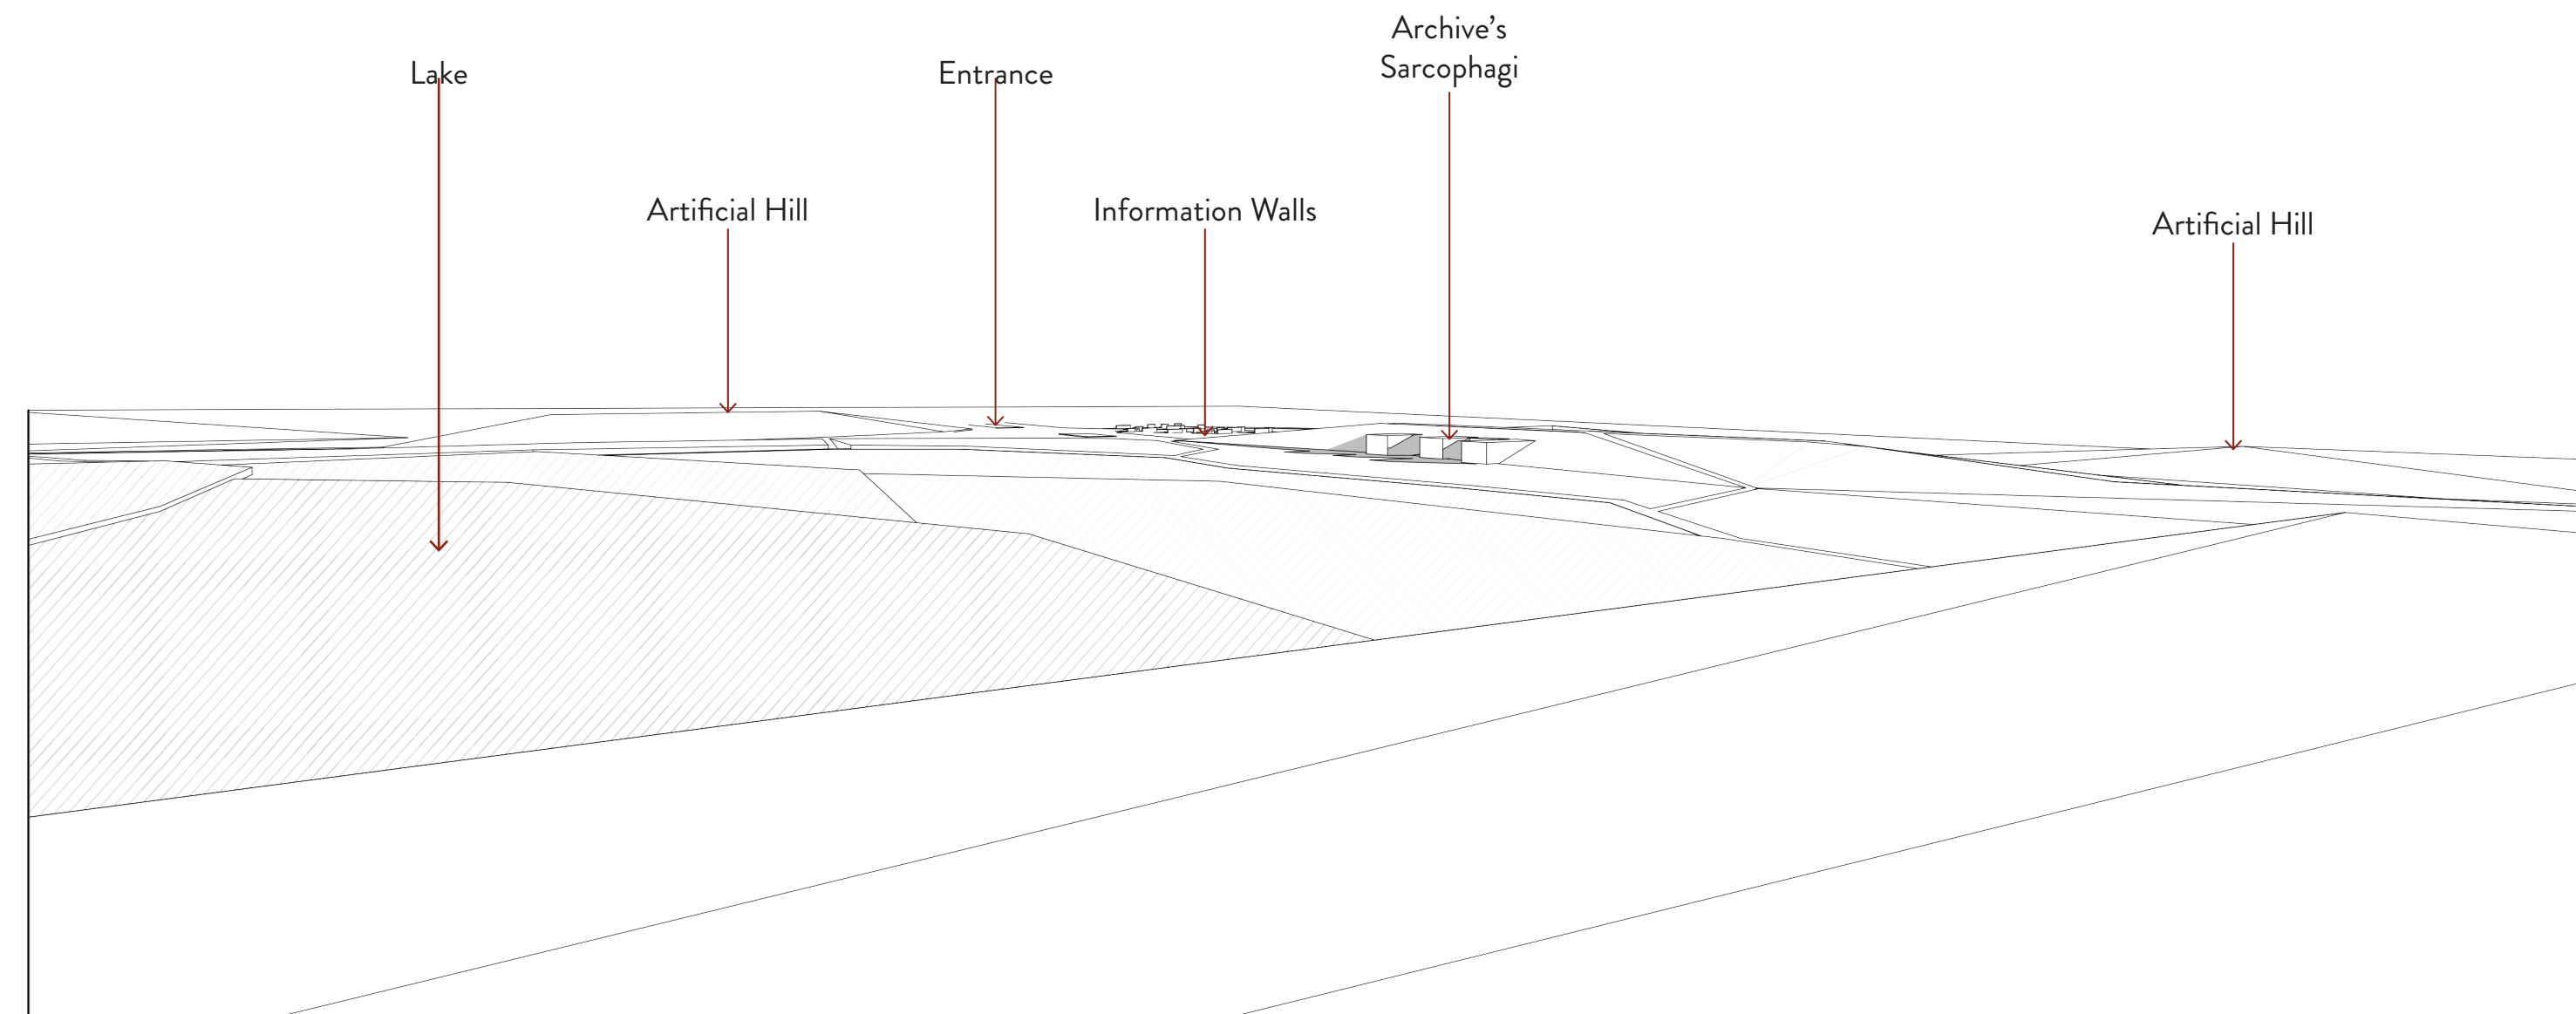 Archive’s
Sarcophagi
Lake
Entrance
Artificial Hill
Information Walls
Artificial Hill